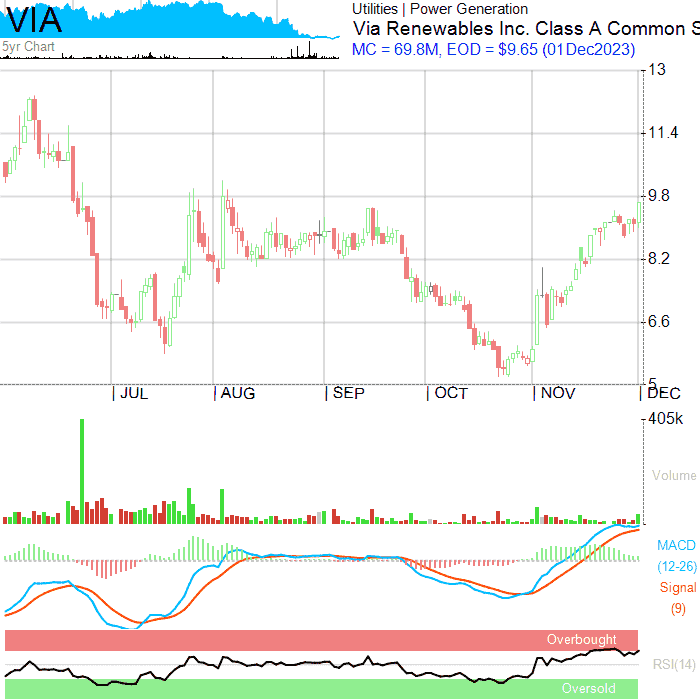 VIA
5yr Chart
Utilities | Power Generation
Via Renewables Inc. Class A Common S
MC = 69.8M, EOD = $9.65 (01Dec2023)
13
11.4
9.8
8.2
6.6
5
JUL AUG SEP OCT NOV DEC
405k
Volume
MACD
(12-26)
Signal
(9)
Overbought
RSI(14)
Oversold